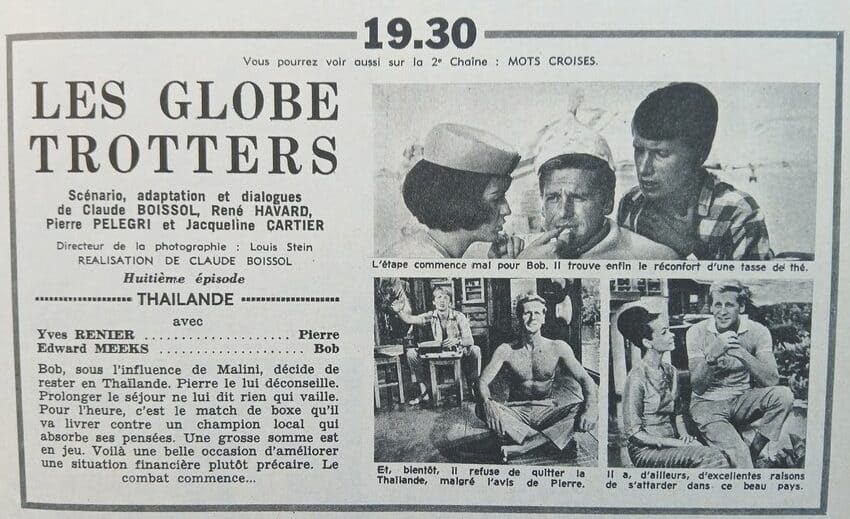 19.30
Vous pourrez voir aussi sur la 2e Chaîne : MOTS CROISES.
LES GLOBE
TROTTERS
Scénario, adaptation et dialogues
de Claude BOISSOL, René HAVARD,
Pierre PELEGRI et Jacqueline CARTIER
Directeur de la photographie : Louis Stein
REALISATION DE CLAUDE BOISSOL
Huitième épisode
THAILANDE
avec
Yves RENIER .................... Pierre
Edward MEEKS .................. Bob
Bob, sous l'influence de Malini, décide de
rester en Thaïlande. Pierre le lui déconseille.
Prolonger le séjour ne lui dit rien qui vaille.
Pour l'heure, c'est le match de boxe qu'il
va livrer contre un champion local qui
absorbe ses pensées. Une grosse somme est
en jeu. Voilà une belle occasion d'améliorer
une situation financière plutôt précaire. Le
combat commence...
L'étape commence mal pour Bob. Il trouve enfin le réconfort d'une tasse de thé.
Et, bientôt, il refuse de quitter la
Thaïlande, malgré l'avis de Pierre.
Il a, d'ailleurs, d'excellentes raisons
de s'attarder dans ce beau pays.